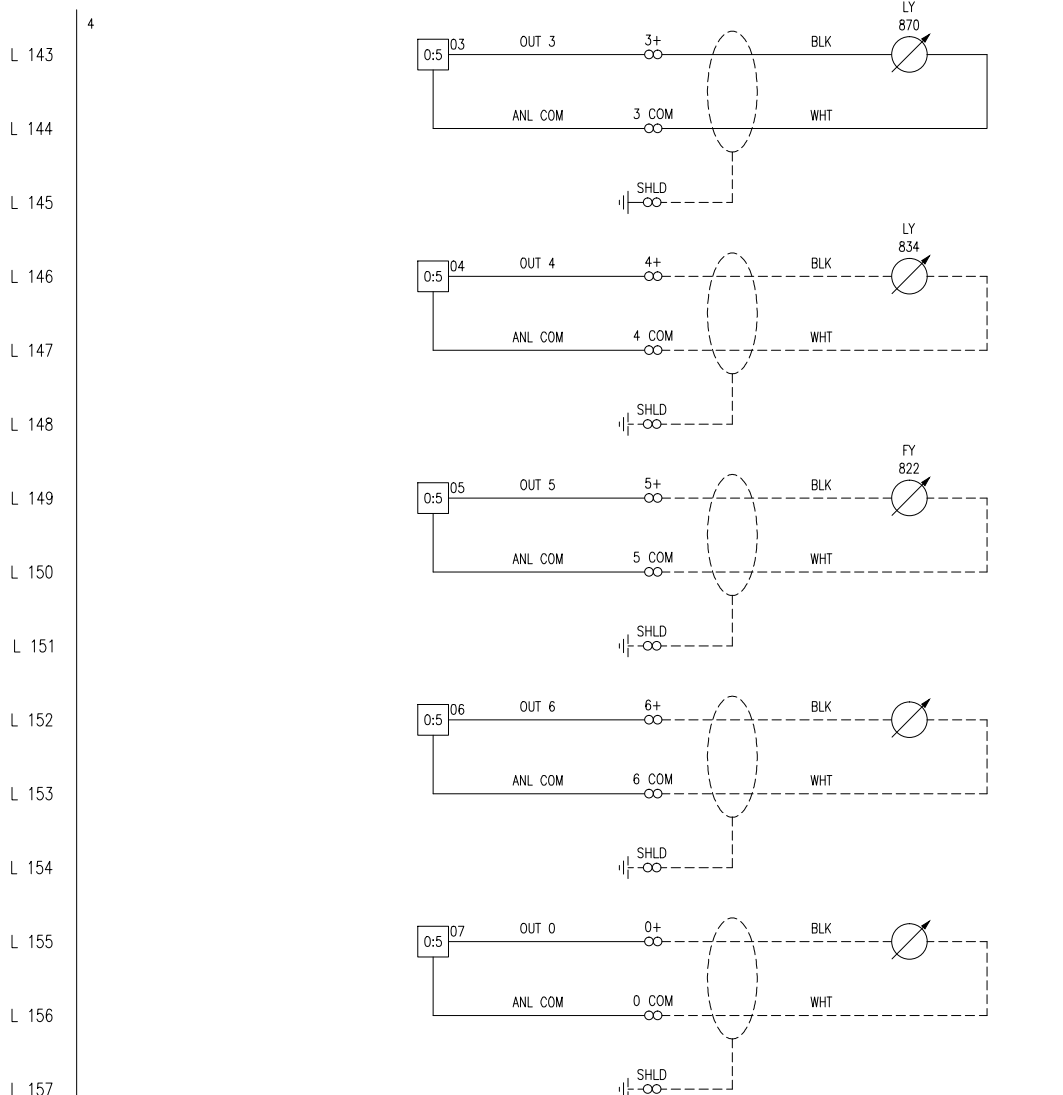 LY
4
870
L 143
0:5
03
OUT 3
3+
BLK
L 144
ANL COM
3 COM
WHT
L 145
SHLD
LY
834
L 146
0:5
04
OUT 4
4+
BLK
L 147
ANL COM
4 COM
WHT
L 148
SHLD
FY
822
L 149
0:5
05
OUT 5
5+
BLK
L 150
ANL COM
5 COM
WHT
L 151
SHLD
L 152
0:5
06
OUT 6
6+
BLK
L 153
ANL COM
6 COM
WHT
L 154
SHLD
L 155
0:5
07
OUT 0
0+
BLK
L 156
ANL COM
0 COM
WHT
L 157
SHLD